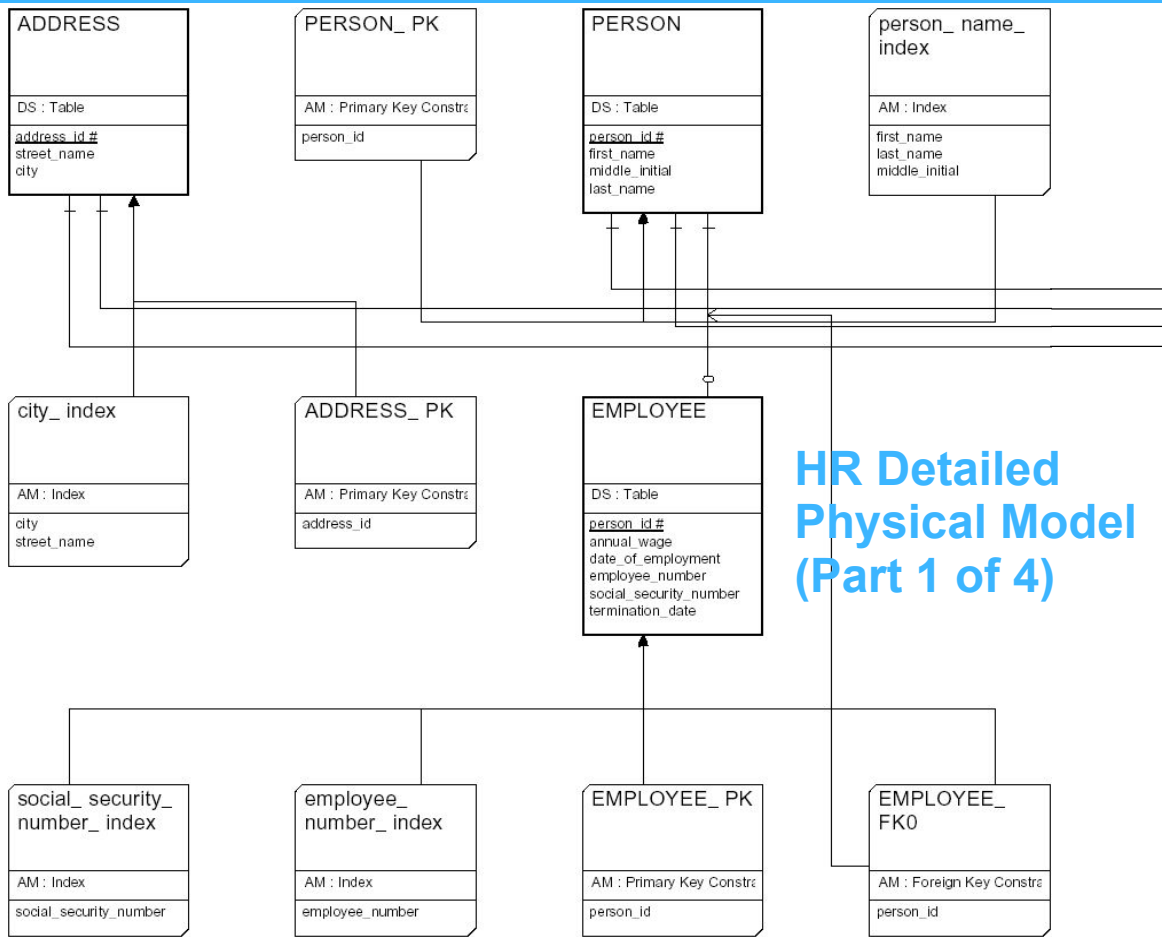 ADDRESS
DS : Table
address_id #
street_name
city
PERSON_ PK
AM : Primary Key Constra
person_id
PERSON
DS : Table
person_id #
first_name
middle_initial
last_name
person_ name_
index
AM : Index
first_name
last_name
middle_initial
city_ index
AM : Index
city
street_name
ADDRESS_ PK
AM : Primary Key Constra
address_id
EMPLOYEE
DS : Table
person_id #
annual_wage
date_of_employment
employee_number
social_security_number
termination_date
HR Detailed
Physical Model
(Part 1 of 4)
social_ security_
number_ index
AM : Index
social_security_number
employee_
number_ index
AM : Index
employee_number
EMPLOYEE_ PK
AM : Primary Key Constra
person_id
EMPLOYEE_
FK0
AM : Foreign Key Constra
person_id